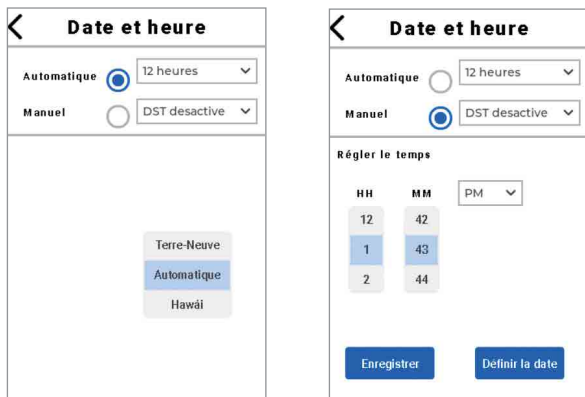 Date et heure
Automatique 12 heures
Manuel DST desactive
Terre-Neuve
Automatique
Hawái
Date et heure
Automatique 12 heures
Manuel DST desactive
Régler le temps
HH MM PM
12 42
1 43
2 44
Enregistrer Définir la date